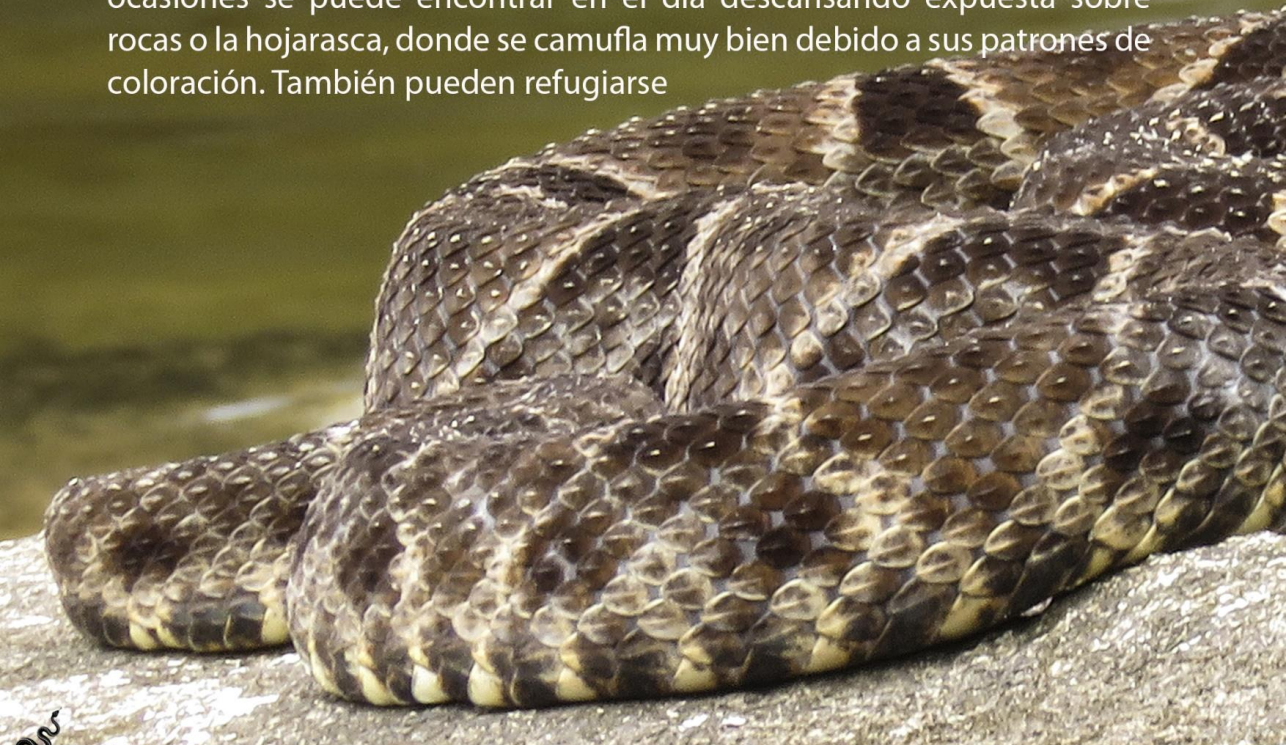 ocasiones se puede encontrar en el día descansando expuesta sobre
rocas o la hojarasca, donde se camufla muy bien debido a sus patrones de
coloración. También pueden refugiarse